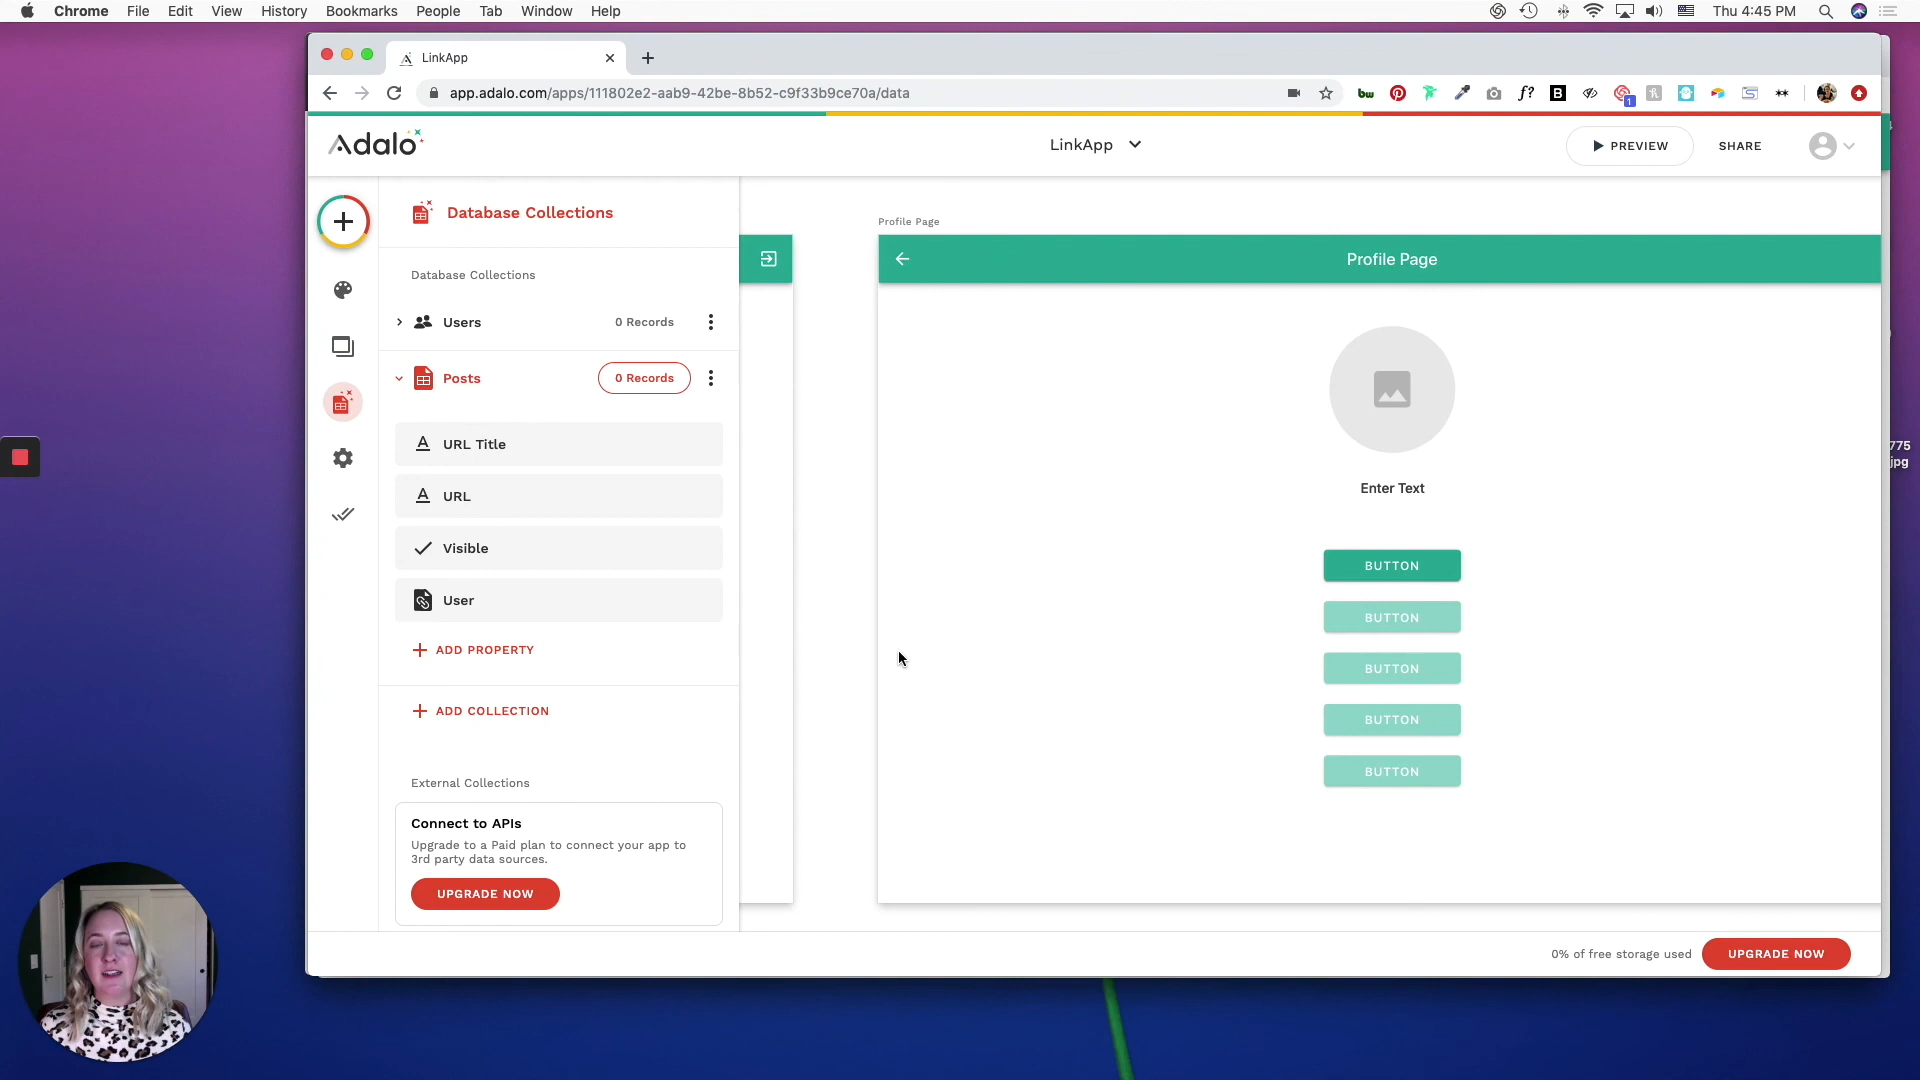 Chrome File Edit View History Bookmarks People Tab Window Help
Thu 4:45 PM
LinkApp
app.adalo.com/apps/111802e2-aab9-42be-8b52-c9f33b9ce70a/data
bw
f?
B
1
Adalo
LinkApp
PREVIEW
SHARE
Database Collections
Database Collections
Users
0 Records
Posts
0 Records
URL Title
URL
Visible
User
ADD PROPERTY
ADD COLLECTION
External Collections
Connect to APIs
Upgrade to a Paid plan to connect your app to
3rd party data sources.
UPGRADE NOW
Profile Page
Profile Page
Enter Text
BUTTON
BUTTON
BUTTON
BUTTON
BUTTON
775
jpg
0% of free storage used
UPGRADE NOW